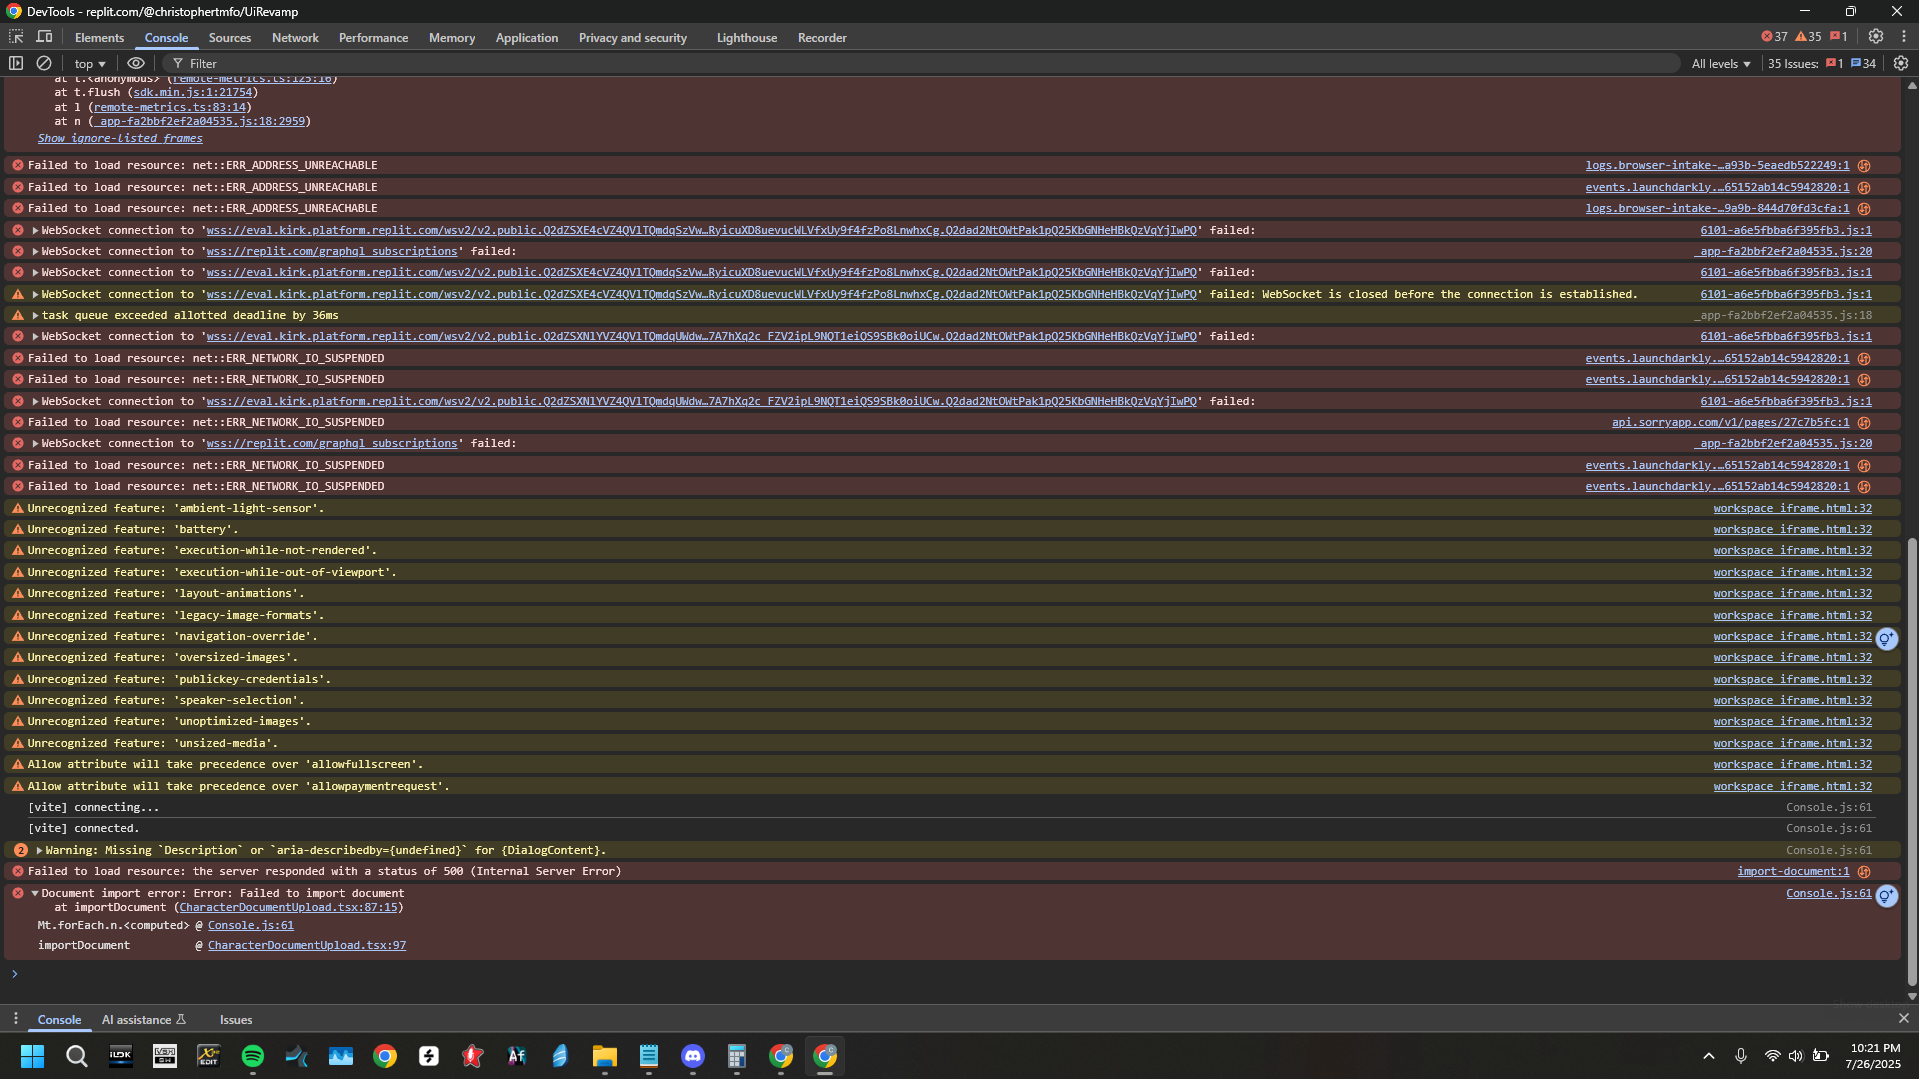 DevTools - replit.com/@christophertmfo/UiRevamp
Elements Console Sources Network Performance Memory Application Privacy and security Lighthouse Recorder 37 35 1
top Filter All levels 35 Issues: 1 34
at t.<anonymous> (remote-metrics.ts:125:16)
at t.flush (sdk.min.js:1:21754)
at l (remote-metrics.ts:83:14)
at n (_app-fa2bbf2ef2a04535.js:18:2959)
Show ignore-listed frames
Failed to load resource: net::ERR_ADDRESS_UNREACHABLE logs.browser-intake-…a93b-5eaedb522249:1
Failed to load resource: net::ERR_ADDRESS_UNREACHABLE events.launchdarkly.…65152ab14c5942820:1
Failed to load resource: net::ERR_ADDRESS_UNREACHABLE logs.browser-intake-…9a9b-844d70fd3cfa:1
WebSocket connection to 'wss://eval.kirk.platform.replit.com/wsv2/v2.public.Q2dZSXE4cVZ4QVlTQmdqSzVw…RyicuXD8uevucWLVfxUy9f4fzPo8LnwhxCg.Q2dad2NtOWtPak1pQ25KbGNHeHBkQzVqYjIwPQ' failed: 6101-a6e5fbba6f395fb3.js:1
WebSocket connection to 'wss://replit.com/graphql_subscriptions' failed: _app-fa2bbf2ef2a04535.js:20
WebSocket connection to 'wss://eval.kirk.platform.replit.com/wsv2/v2.public.Q2dZSXE4cVZ4QVlTQmdqSzVw…RyicuXD8uevucWLVfxUy9f4fzPo8LnwhxCg.Q2dad2NtOWtPak1pQ25KbGNHeHBkQzVqYjIwPQ' failed: 6101-a6e5fbba6f395fb3.js:1
WebSocket connection to 'wss://eval.kirk.platform.replit.com/wsv2/v2.public.Q2dZSXE4cVZ4QVlTQmdqSzVw…RyicuXD8uevucWLVfxUy9f4fzPo8LnwhxCg.Q2dad2NtOWtPak1pQ25KbGNHeHBkQzVqYjIwPQ' failed: WebSocket is closed before the connection is established. 6101-a6e5fbba6f395fb3.js:1
task queue exceeded allotted deadline by 36ms _app-fa2bbf2ef2a04535.js:18
WebSocket connection to 'wss://eval.kirk.platform.replit.com/wsv2/v2.public.Q2dZSXNlYVZ4QVlTQmdqUWdw…7A7hXq2c_FZV2ipL9NQT1eiQS9SBk0oiUCw.Q2dad2NtOWtPak1pQ25KbGNHeHBkQzVqYjIwPQ' failed: 6101-a6e5fbba6f395fb3.js:1
Failed to load resource: net::ERR_NETWORK_IO_SUSPENDED events.launchdarkly.…65152ab14c5942820:1
Failed to load resource: net::ERR_NETWORK_IO_SUSPENDED events.launchdarkly.…65152ab14c5942820:1
WebSocket connection to 'wss://eval.kirk.platform.replit.com/wsv2/v2.public.Q2dZSXNlYVZ4QVlTQmdqUWdw…7A7hXq2c_FZV2ipL9NQT1eiQS9SBk0oiUCw.Q2dad2NtOWtPak1pQ25KbGNHeHBkQzVqYjIwPQ' failed: 6101-a6e5fbba6f395fb3.js:1
Failed to load resource: net::ERR_NETWORK_IO_SUSPENDED api.sorryapp.com/v1/pages/27c7b5fc:1
WebSocket connection to 'wss://replit.com/graphql_subscriptions' failed: _app-fa2bbf2ef2a04535.js:20
Failed to load resource: net::ERR_NETWORK_IO_SUSPENDED events.launchdarkly.…65152ab14c5942820:1
Failed to load resource: net::ERR_NETWORK_IO_SUSPENDED events.launchdarkly.…65152ab14c5942820:1
Unrecognized feature: 'ambient-light-sensor'. workspace_iframe.html:32
Unrecognized feature: 'battery'. workspace_iframe.html:32
Unrecognized feature: 'execution-while-not-rendered'. workspace_iframe.html:32
Unrecognized feature: 'execution-while-out-of-viewport'. workspace_iframe.html:32
Unrecognized feature: 'layout-animations'. workspace_iframe.html:32
Unrecognized feature: 'legacy-image-formats'. workspace_iframe.html:32
Unrecognized feature: 'navigation-override'. workspace_iframe.html:32
Unrecognized feature: 'oversized-images'. workspace_iframe.html:32
Unrecognized feature: 'publickey-credentials'. workspace_iframe.html:32
Unrecognized feature: 'speaker-selection'. workspace_iframe.html:32
Unrecognized feature: 'unoptimized-images'. workspace_iframe.html:32
Unrecognized feature: 'unsized-media'. workspace_iframe.html:32
Allow attribute will take precedence over 'allowfullscreen'. workspace_iframe.html:32
Allow attribute will take precedence over 'allowpaymentrequest'. workspace_iframe.html:32
[vite] connecting... Console.js:61
[vite] connected. Console.js:61
2 Warning: Missing `Description` or `aria-describedby={undefined}` for {DialogContent}. Console.js:61
Failed to load resource: the server responded with a status of 500 (Internal Server Error) import-document:1
Document import error: Error: Failed to import document Console.js:61
at importDocument (CharacterDocumentUpload.tsx:87:15)
Mt.forEach.n.<computed> @ Console.js:61
importDocument @ CharacterDocumentUpload.tsx:97
Console AI assistance Issues
10:21 PM
7/26/2025